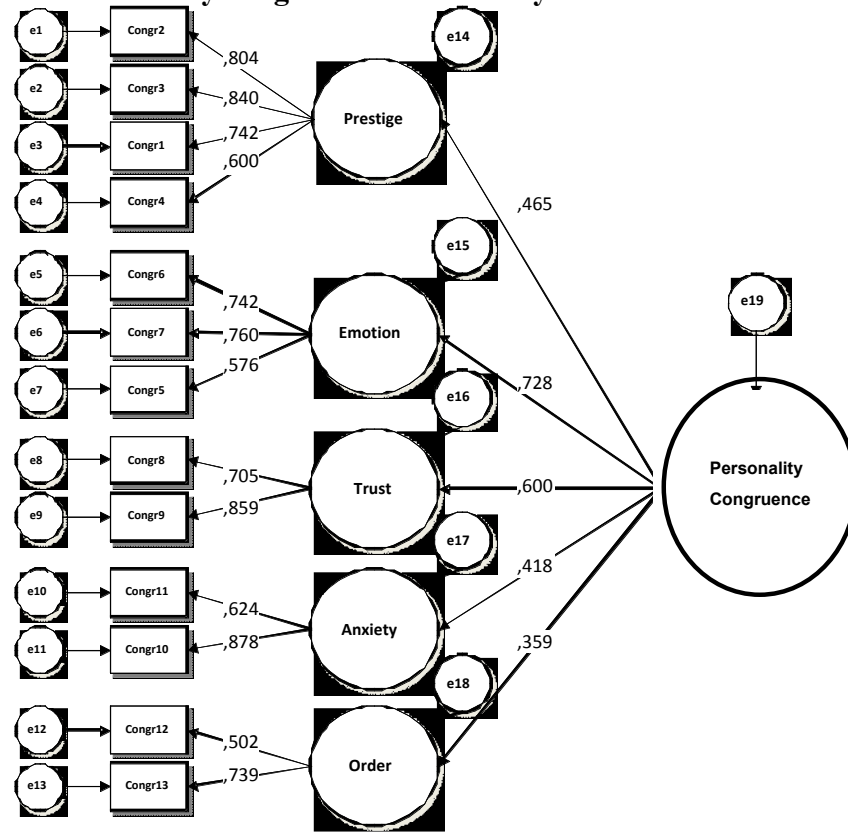 e1
Congr2
,804
e14
e2
Congr3
,840
Prestige
e3
Congr1
,742
e4
Congr4
,600
,465
e5
Congr6
,742
e15
e6
Congr7
,760
Emotion
e7
Congr5
,576
,728
e19
e16
e8
Congr8
,705
Trust
,600
e9
Congr9
,859
Personality
Congruence
e17
,418
e10
Congr11
,624
Anxiety
e11
Congr10
,878
,359
e18
e12
Congr12
,502
Order
e13
Congr13
,739